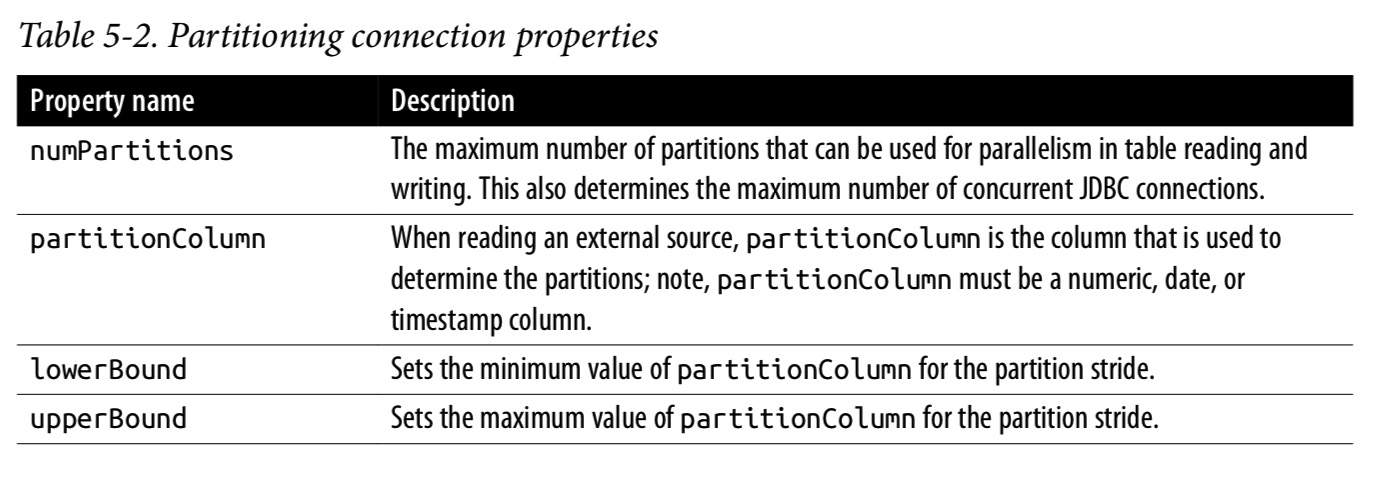 Table 5-2. Partitioning connection properties
Property name Description
numPartitions The maximum number of partitions that can be used for parallelism in table reading and
writing. This also determines the maximum number of concurrent JDBC connections.
partitionColumn When reading an external source, partitionColumn is the column that is used to
determine the partitions; note, partitionColumn must be a numeric, date, or
timestamp column.
lowerBound Sets the minimum value of partitionColumn for the partition stride.
upperBound Sets the maximum value of partitionColumn for the partition stride.